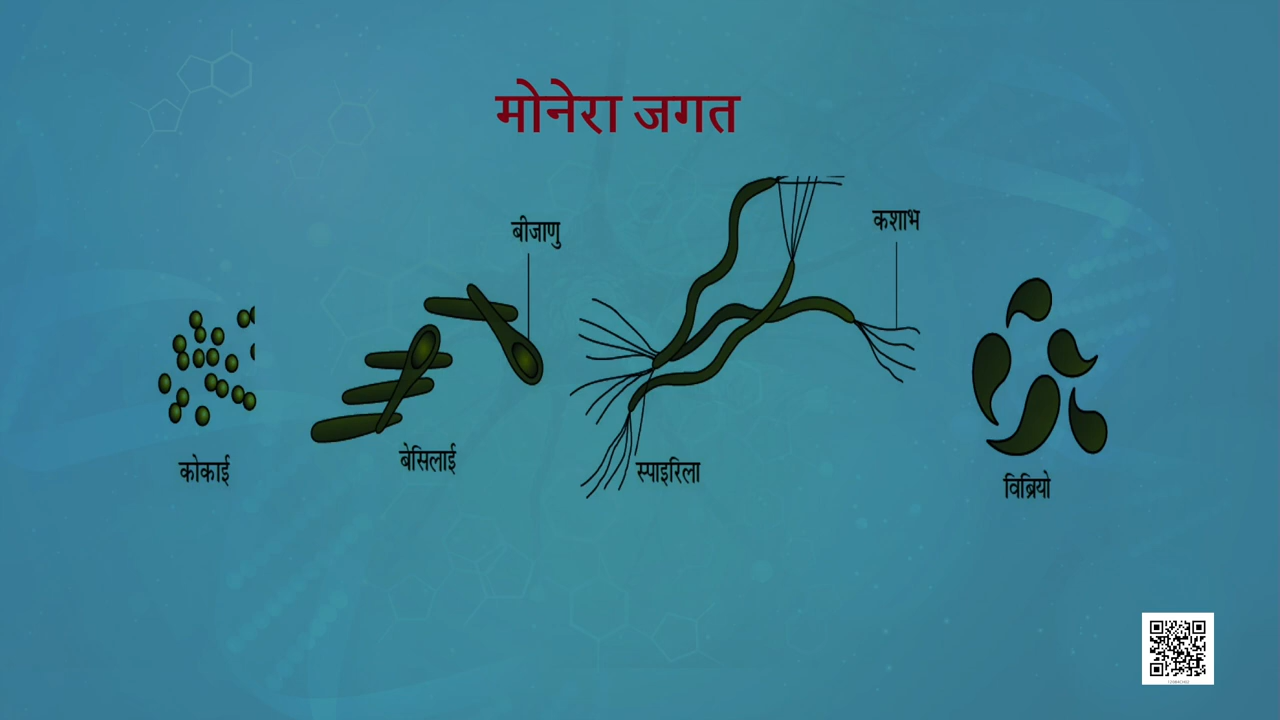 मोनेरा जगत
बीजाणु
कशाभ
कोकाई
बेसिलाई
स्पाइरिला
विब्रियो